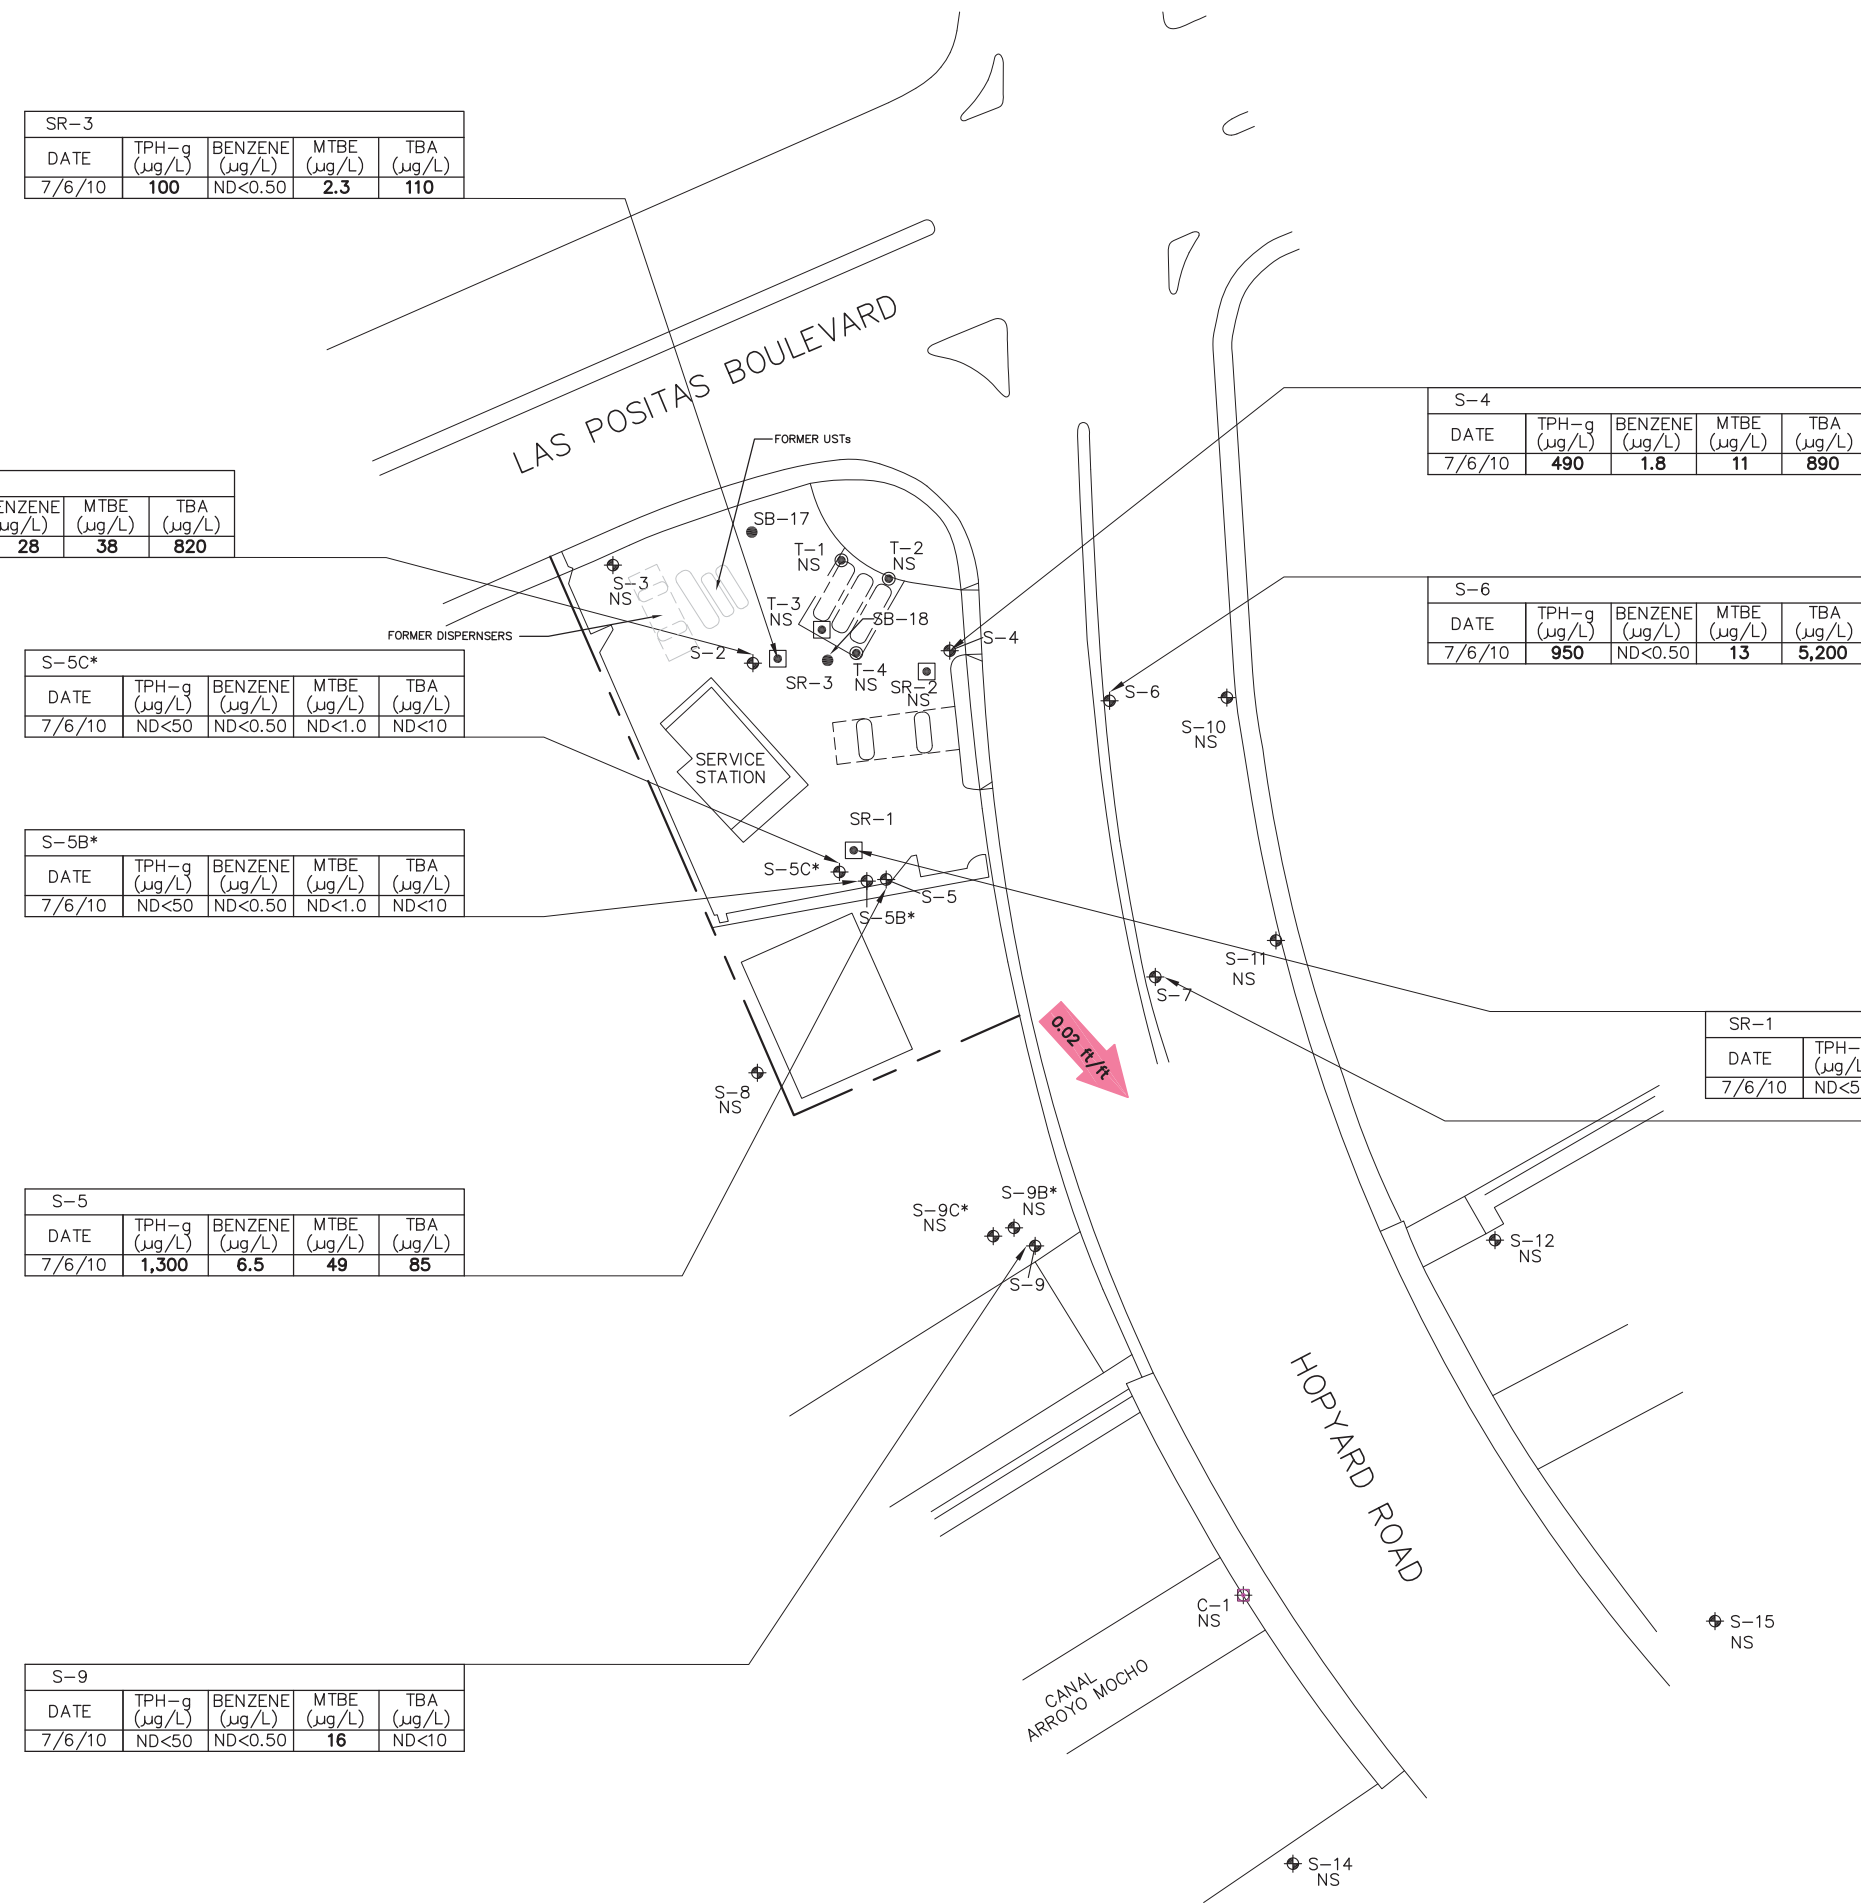 SR-3
DATE TPH-g (µg/L) BENZENE (µg/L) MTBE (µg/L) TBA (µg/L)
7/6/10 100 ND<0.50 2.3 110
LAS POSITAS BOULEVARD
S-4
DATE TPH-g (µg/L) BENZENE (µg/L) MTBE (µg/L) TBA (µg/L)
7/6/10 490 1.8 11 890
FORMER USTs
ENZENE µg/L) MTBE (µg/L) TBA (µg/L)
28 38 820
SB-17
T-1
NS
T-2
NS
S-3
NS
T-3
NS
SB-18
FORMER DISPERNSERS
S-2
S-4
SR-3
T-4
NS
SR-2
NS
S-6
DATE TPH-g (µg/L) BENZENE (µg/L) MTBE (µg/L) TBA (µg/L)
7/6/10 950 ND<0.50 13 5,200
S-5C*
DATE TPH-g (µg/L) BENZENE (µg/L) MTBE (µg/L) TBA (µg/L)
7/6/10 ND<50 ND<0.50 ND<1.0 ND<10
S-6
S-10
NS
SERVICE
STATION
SR-1
S-5B*
DATE TPH-g (µg/L) BENZENE (µg/L) MTBE (µg/L) TBA (µg/L)
7/6/10 ND<50 ND<0.50 ND<1.0 ND<10
S-5C*
S-5
S-5B*
S-11
NS
S-7
0.02 ft/ft
SR-1
DATE TPH- (µg/L
7/6/10 ND<5
S-8
NS
S-5
DATE TPH-g (µg/L) BENZENE (µg/L) MTBE (µg/L) TBA (µg/L)
7/6/10 1,300 6.5 49 85
S-9B*
NS
S-9C*
NS
S-9
S-12
NS
HOPYARD ROAD
C-1
NS
S-15
NS
S-9
DATE TPH-g (µg/L) BENZENE (µg/L) MTBE (µg/L) TBA (µg/L)
7/6/10 ND<50 ND<0.50 16 ND<10
CANAL
ARROYO MOCHO
S-14
NS